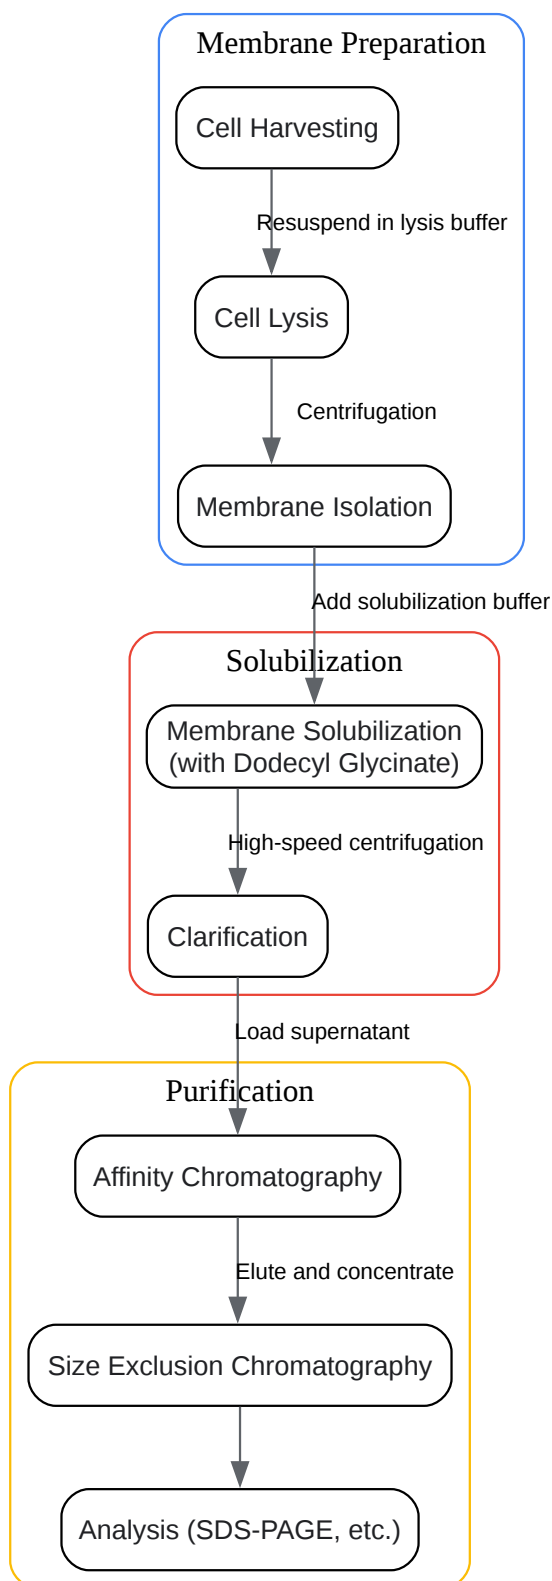 Membrane Preparation
Cell Harvesting
Resuspend in lysis buffer
Cell Lysis
Centrifugation
Membrane Isolation
Add solubilization buffer
Solubilization
Membrane Solubilization
(with Dodecyl Glycinate)
High-speed centrifugation
Clarification
Load supernatant
Purification
Affinity Chromatography
Elute and concentrate
Size Exclusion Chromatography
Analysis (SDS-PAGE, etc.)